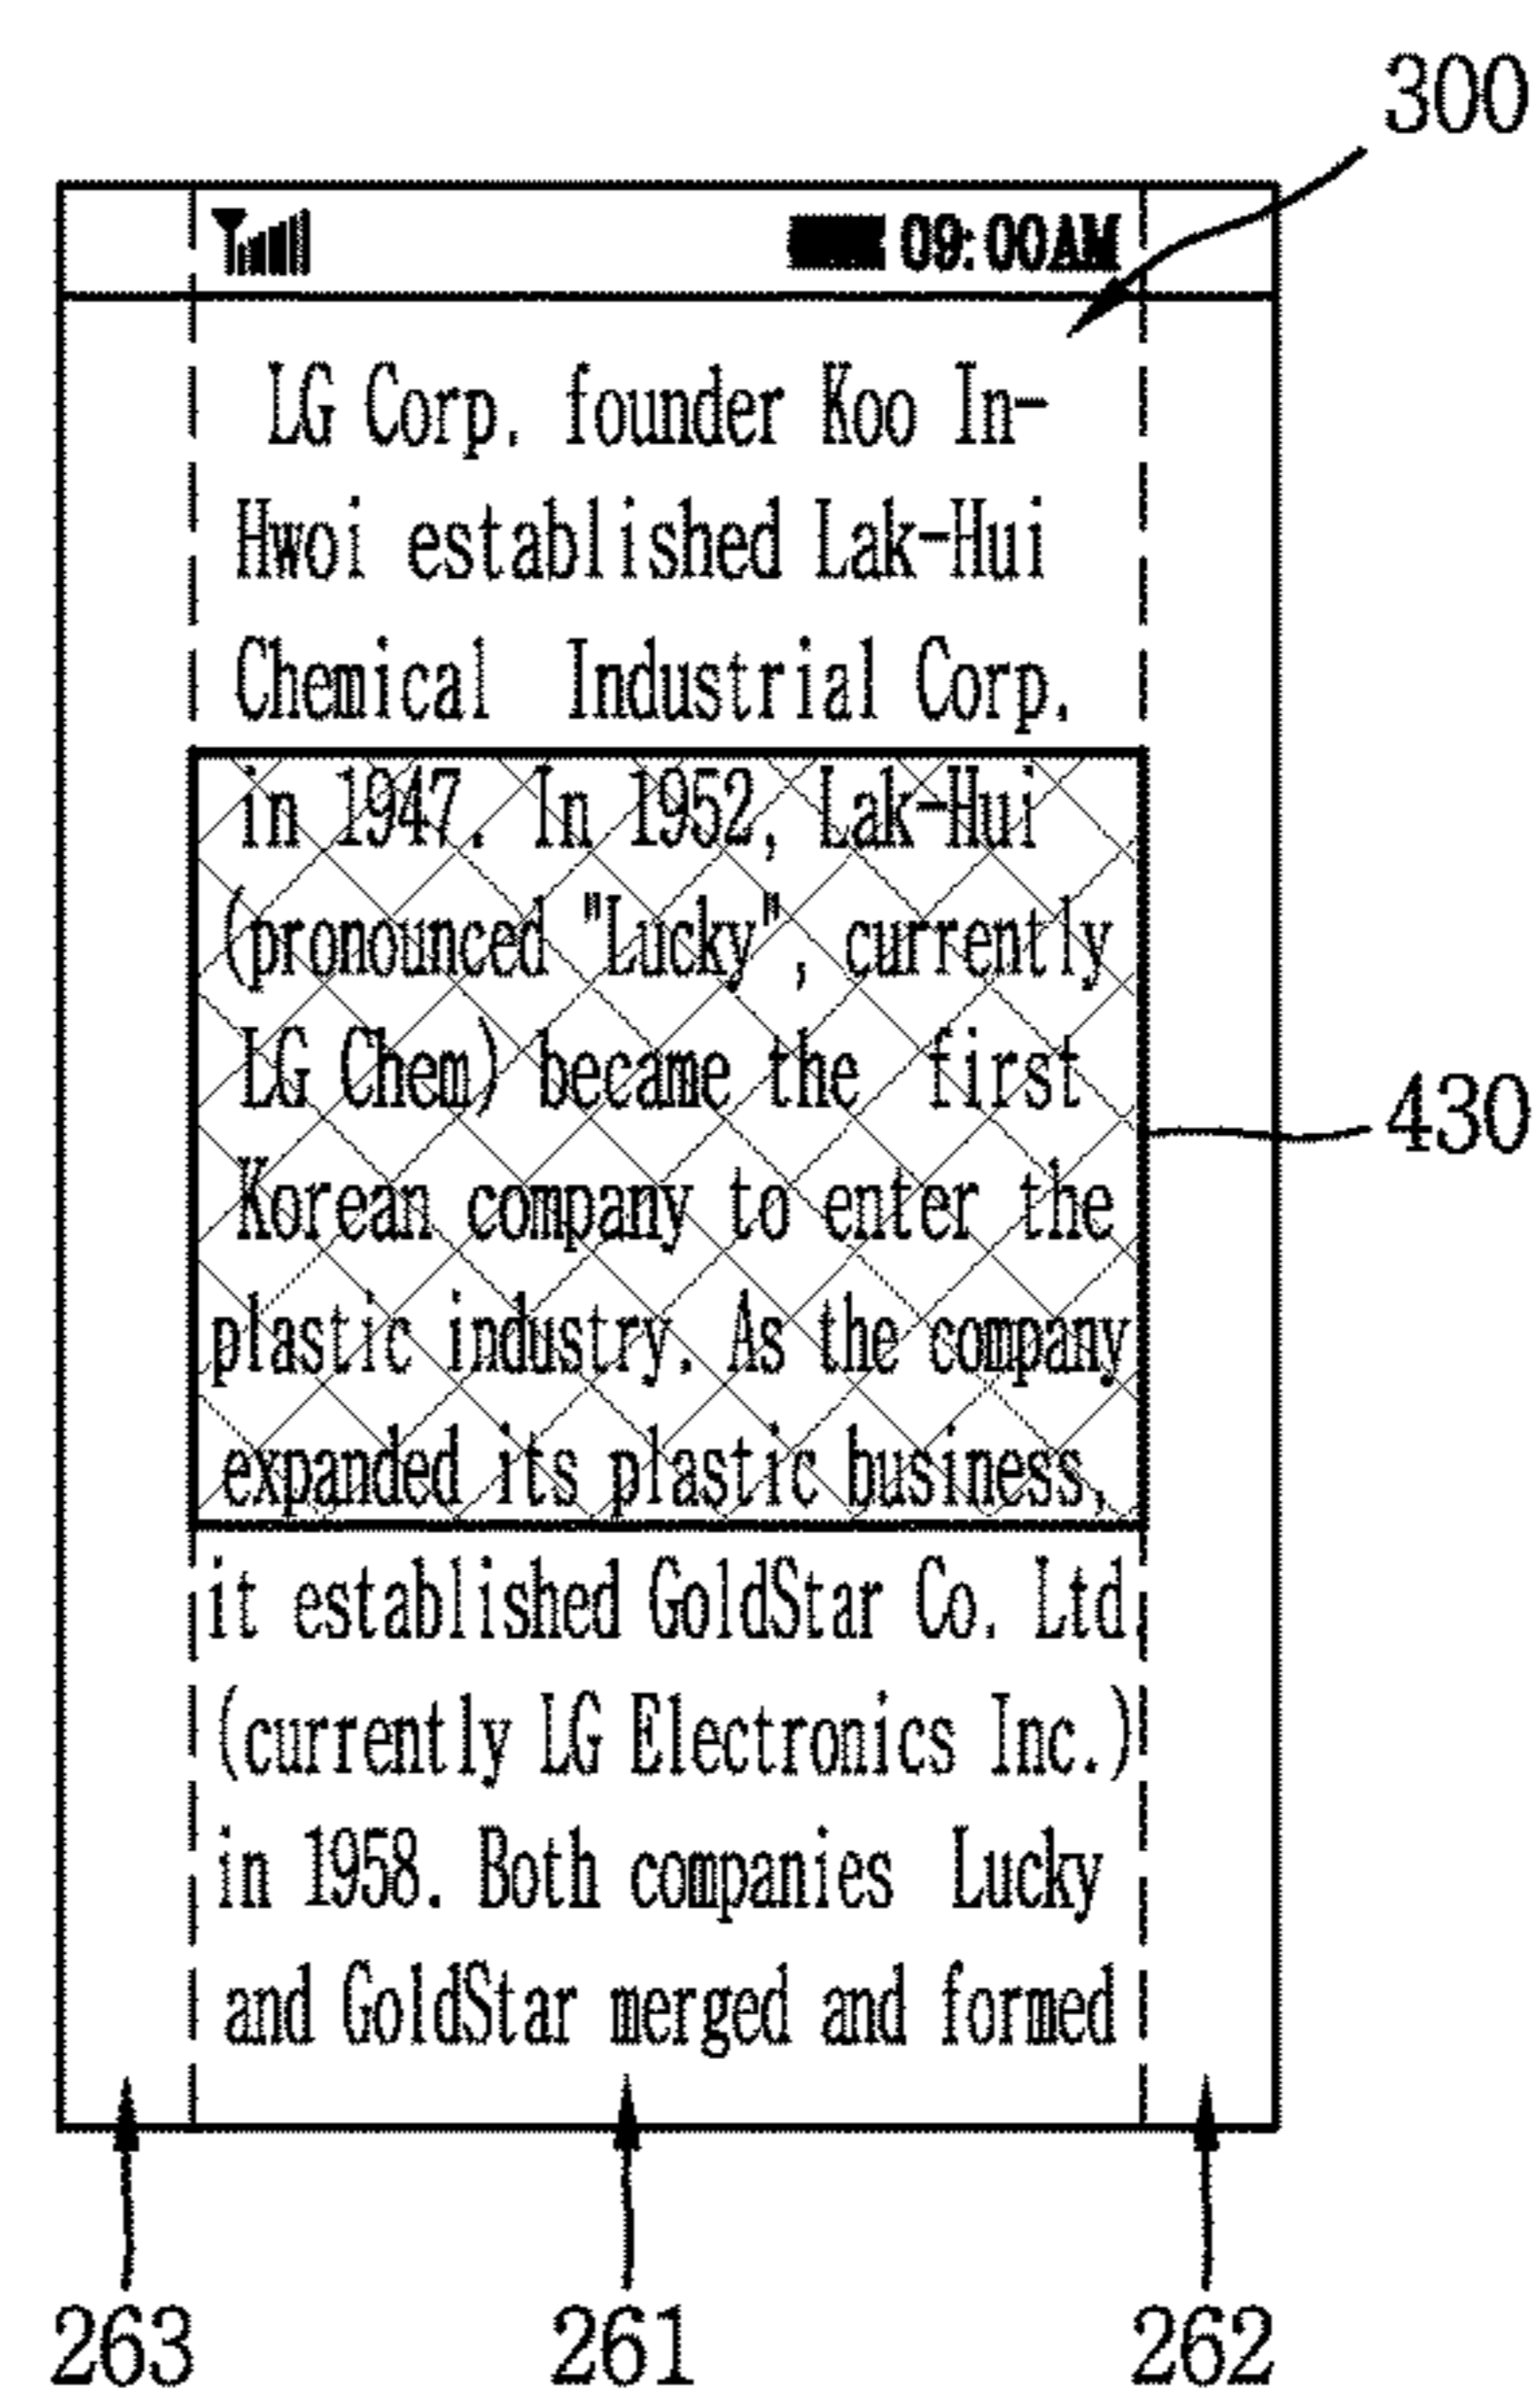 300
09:00AM
LG Corp. founder Koo In-
Hwoi established Lak-Hui
Chemical Industrial Corp.
in 1947. In 1952, Lak-Hui
(pronounced "Lucky", currently
LG Chem) became the first
430
Korean company to enter the
plastic industry. As the company
expanded its plastic business,
it established GoldStar Co. Ltd.
(currently LG Electronics Inc.)
in 1958. Both companies Lucky
and GoldStar merged and formed
263 261 262